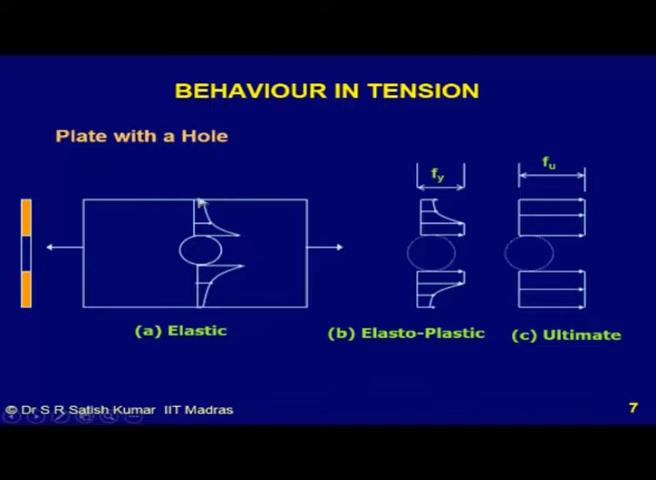 BEHAVIOUR IN TENSION
Plate with a Hole
fy
fu
(a) Elastic
(b) Elasto-Plastic
(c) Ultimate
© Dr S R Satish Kumar IIT Madras
7